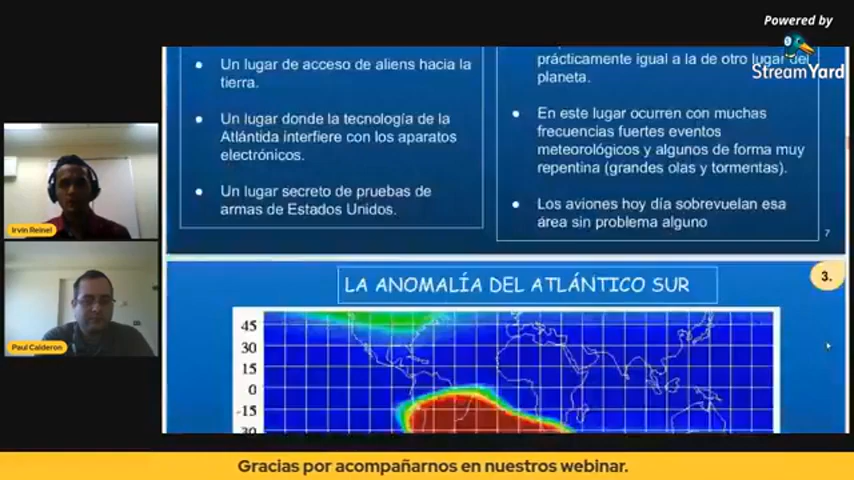 Powered by
StreamYard
Un lugar de acceso de aliens hacia la
tierra.
Un lugar donde la tecnología de la
Atlántida interfiere con los aparatos
electrónicos.
Un lugar secreto de pruebas de
armas de Estados Unidos.
prácticamente igual a la de otro lugar del
planeta.
En este lugar ocurren con muchas
frecuencias fuertes eventos
meteorológicos y algunos de forma muy
repentina (grandes olas y tormentas).
Los aviones hoy día sobrevuelan esa
área sin problema alguno
7
Irvin Reinel
Paul Calderon
LA ANOMALÍA DEL ATLÁNTICO SUR
3.
45
30
15
0
-15
30
Gracias por acompañarnos en nuestros webinar.